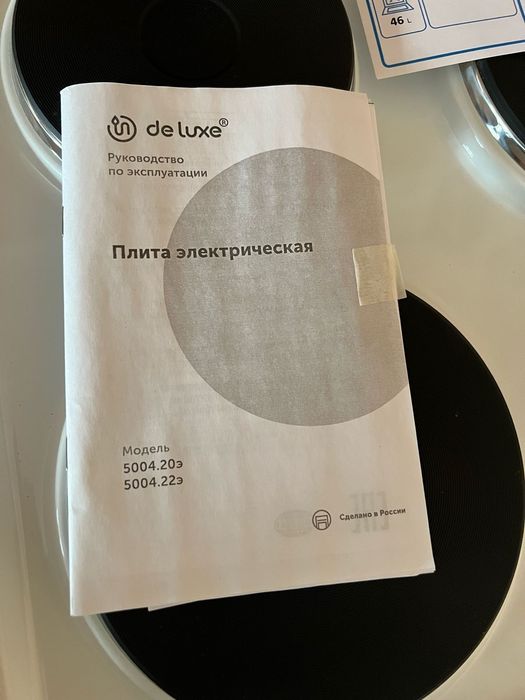 46 L
de luxe®
Руководство
по эксплуатации
Плита электрическая
Модель
5004.20э
5004.22э
Сделано в России